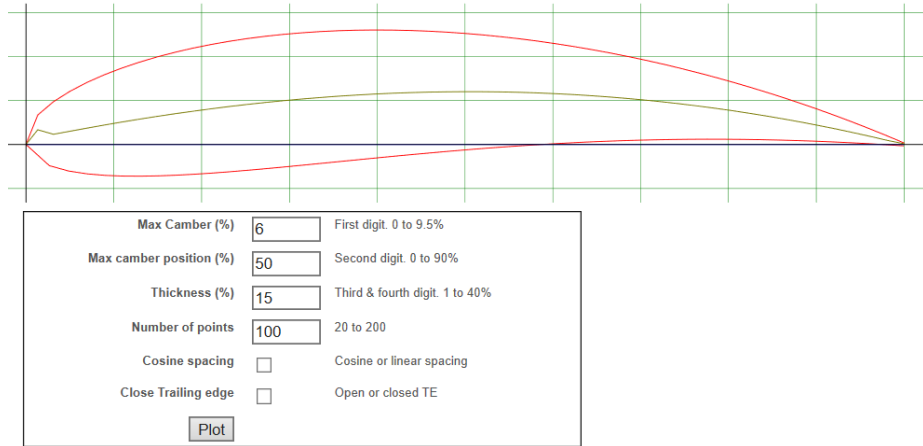 Max Camber (%) 6 First digit. 0 to 9.5%
Max camber position (%) 50 Second digit. 0 to 90%
Thickness (%) 15 Third & fourth digit. 1 to 40%
Number of points 100 20 to 200
Cosine spacing Cosine or linear spacing
Close Trailing edge Open or closed TE
Plot